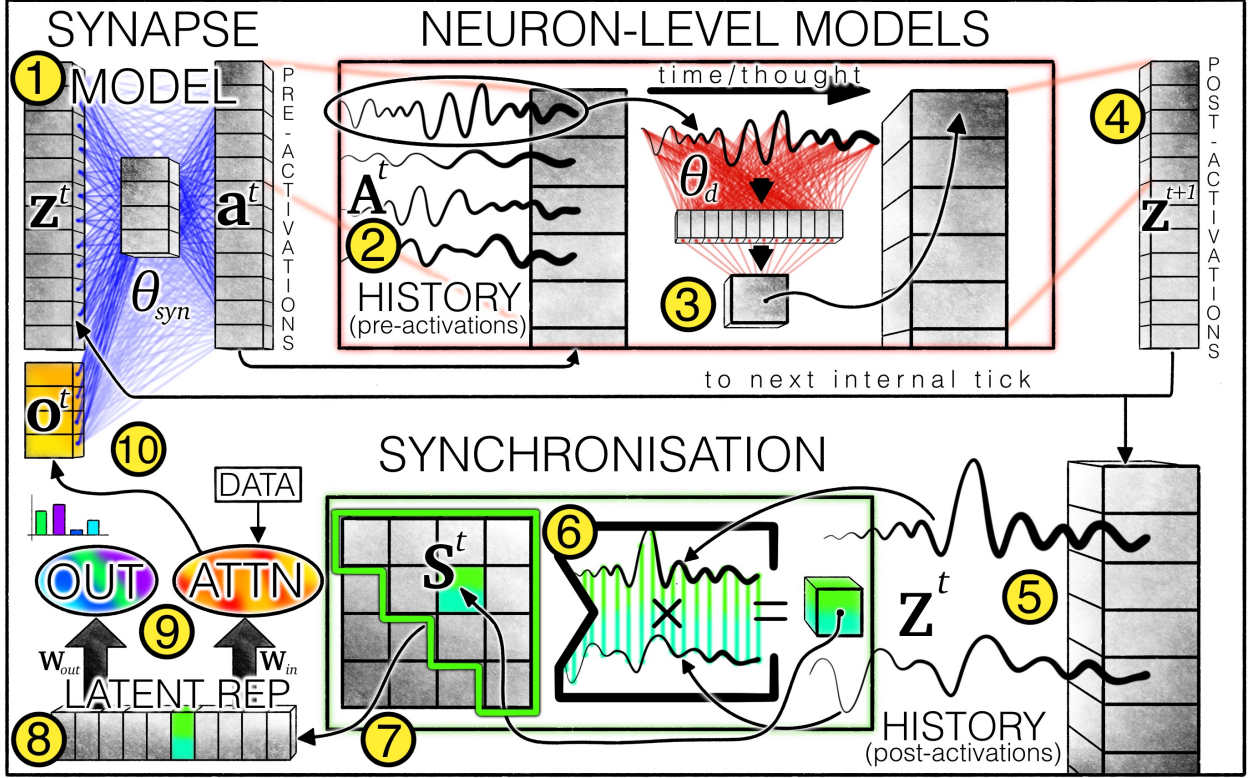 SYNAPSE
MODEL
NEURON-LEVEL MODELS
1
z^t
θ_syn
a^t
PRE-ACTIVATIONS
A^t
2
HISTORY
(pre-activations)
time/thought
θ_d
3
4
z^{t+1}
POST-ACTIVATIONS
to next internal tick
o^t
10
DATA
OUT
ATTN
9
W_out
W_in
LATENT REP
8
SYNCHRONISATION
S^t
7
6
×
=
Z^t
5
HISTORY
(post-activations)